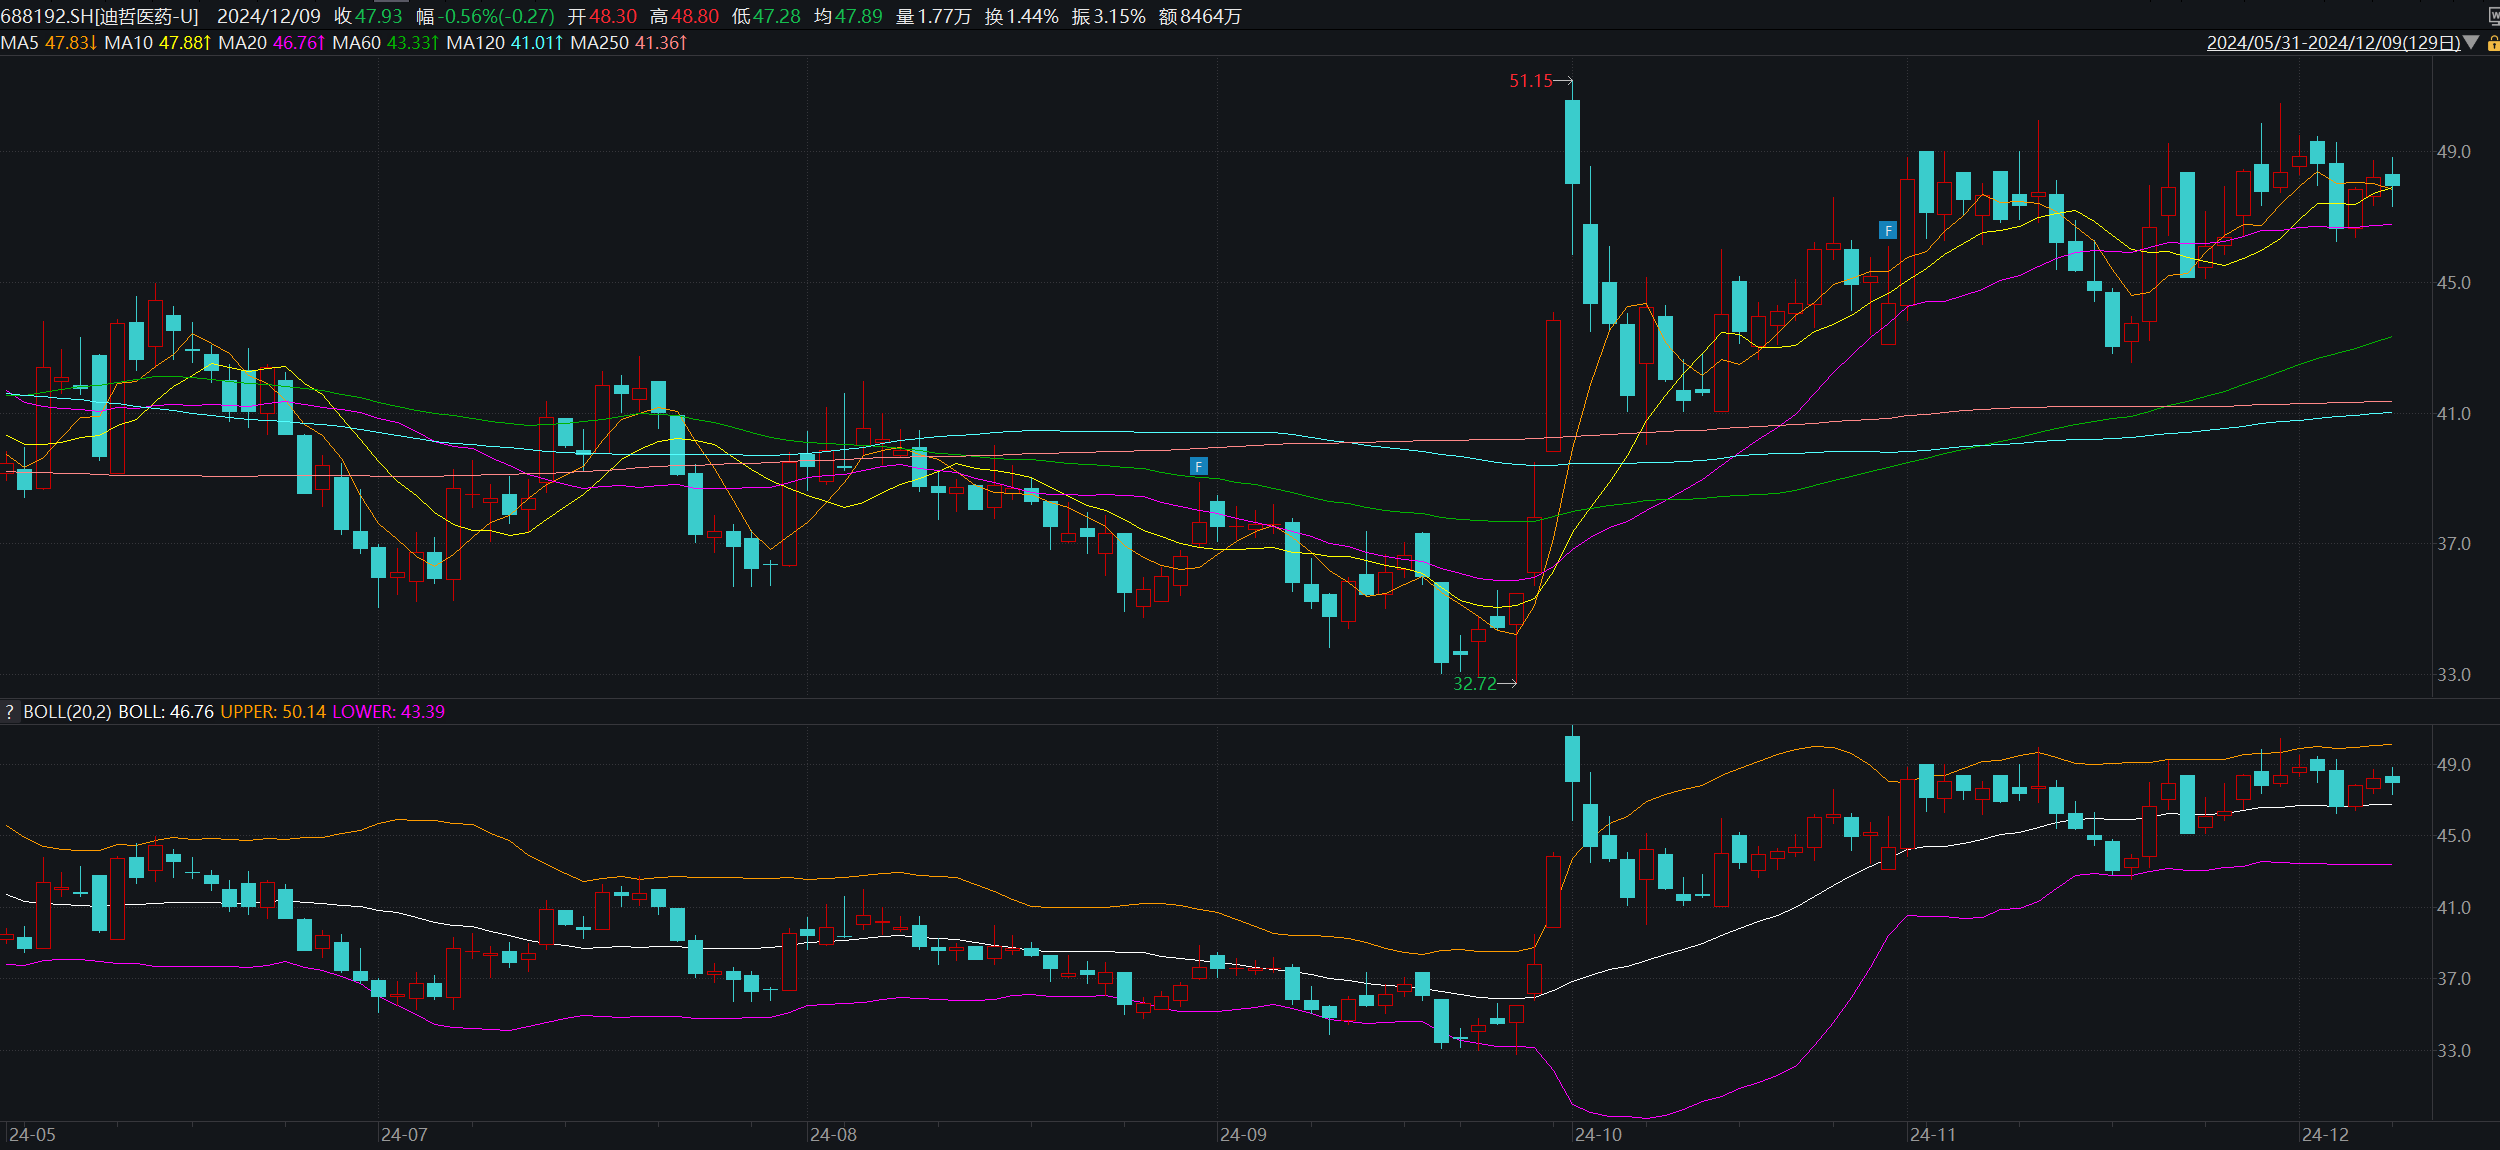 688192.SH[迪哲医药-U] 2024/12/09 收47.93 幅-0.56%(-0.27) 开48.30 高48.80 低47.28 均47.89 量1.77万 换1.44% 振3.15% 额8464万
MA5 47.83↓ MA10 47.88↑ MA20 46.76↑ MA60 43.33↑ MA120 41.01↑ MA250 41.36↑
2024/05/31-2024/12/09(129日)▼
51.15→
49.0
F
45.0
41.0
F
37.0
33.0
32.72→
? BOLL(20,2) BOLL: 46.76 UPPER: 50.14 LOWER: 43.39
49.0
45.0
41.0
37.0
33.0
24-05 24-07 24-08 24-09 24-10 24-11 24-12